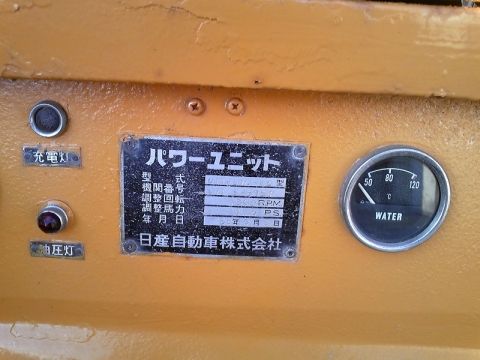 充電灯
油圧灯
パワーユニット
型式 型
機関番号
調整回転 R.P.M
調整馬力 P.S.
年月日 年月日
日産自動車株式会社
50 80 120
℃
WATER